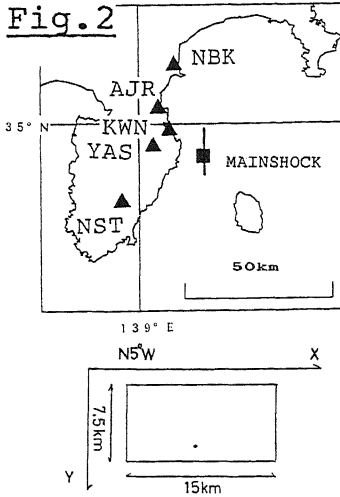 Fig.2
NBK
AJR
35° N
KWN
YAS
MAINSHOCK
NST
50km
139° E
N5°W
X
7.5km
Y
15km